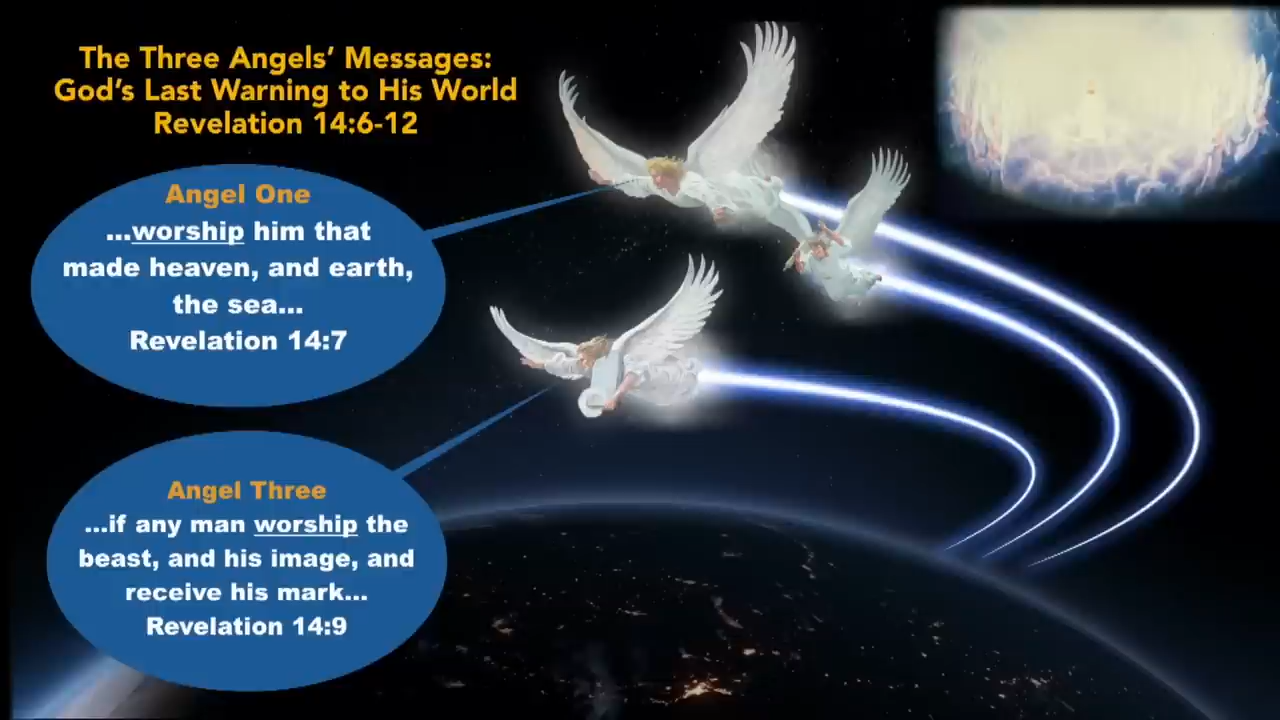 The Three Angels’ Messages:
God’s Last Warning to His World
Revelation 14:6-12
Angel One
...worship him that
made heaven, and earth,
the sea...
Revelation 14:7
Angel Three
...if any man worship the
beast, and his image, and
receive his mark...
Revelation 14:9